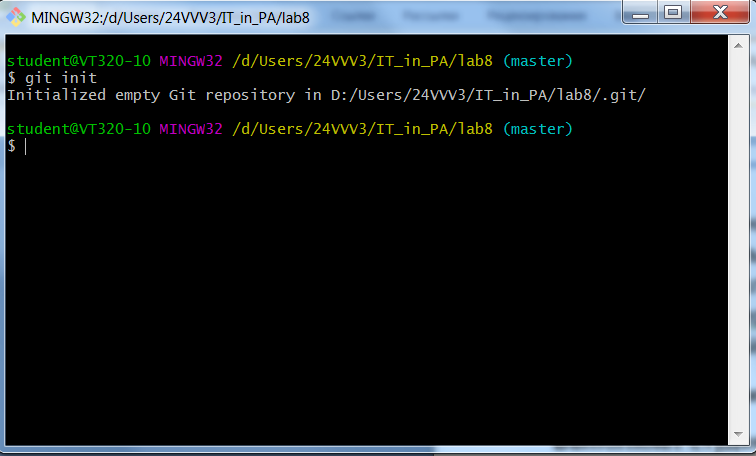 MINGW32:/d/Users/24VVV3/IT_in_PA/lab8
student@VT320-10 MINGW32 /d/Users/24VVV3/IT_in_PA/lab8 (master)
$ git init
Initialized empty Git repository in D:/Users/24VVV3/IT_in_PA/lab8/.git/
student@VT320-10 MINGW32 /d/Users/24VVV3/IT_in_PA/lab8 (master)
$